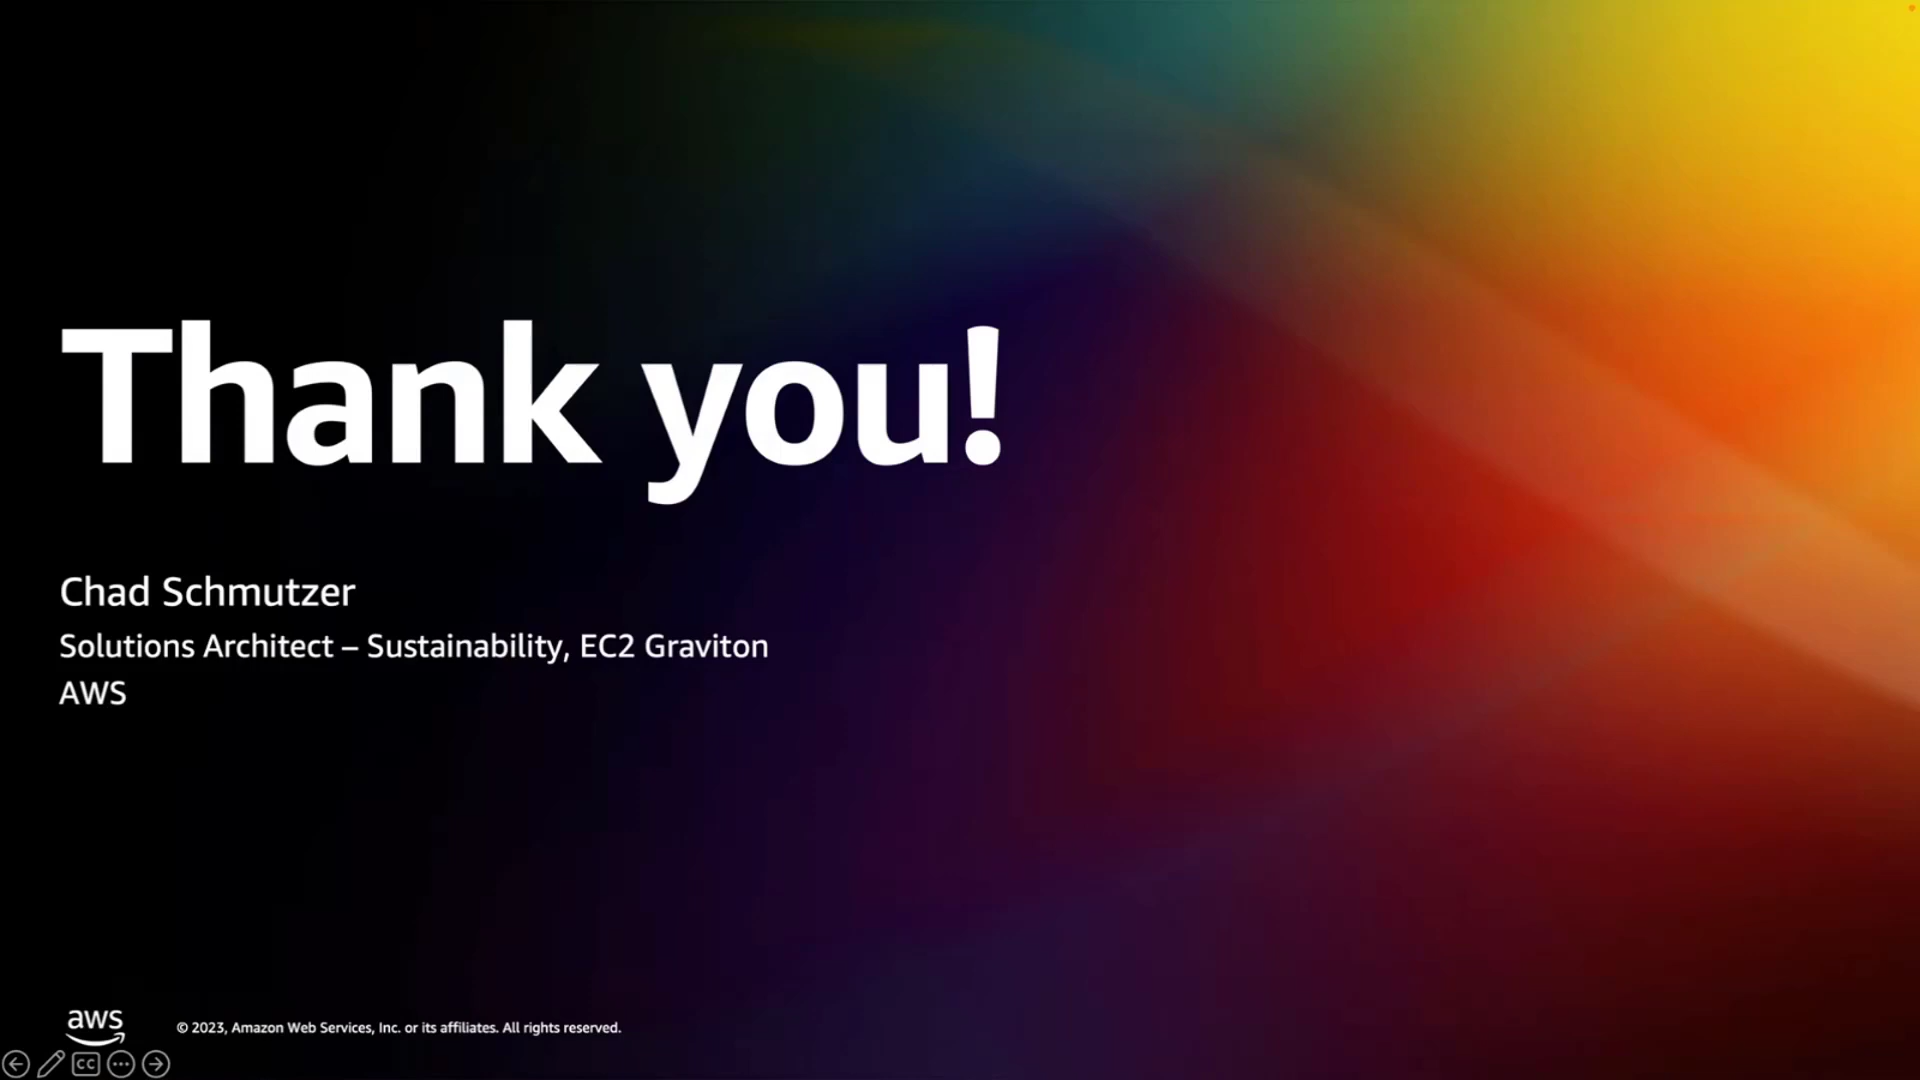 Thank you!
Chad Schmutzer
Solutions Architect – Sustainability, EC2 Graviton
AWS
aws
© 2023, Amazon Web Services, Inc. or its affiliates. All rights reserved.
CC